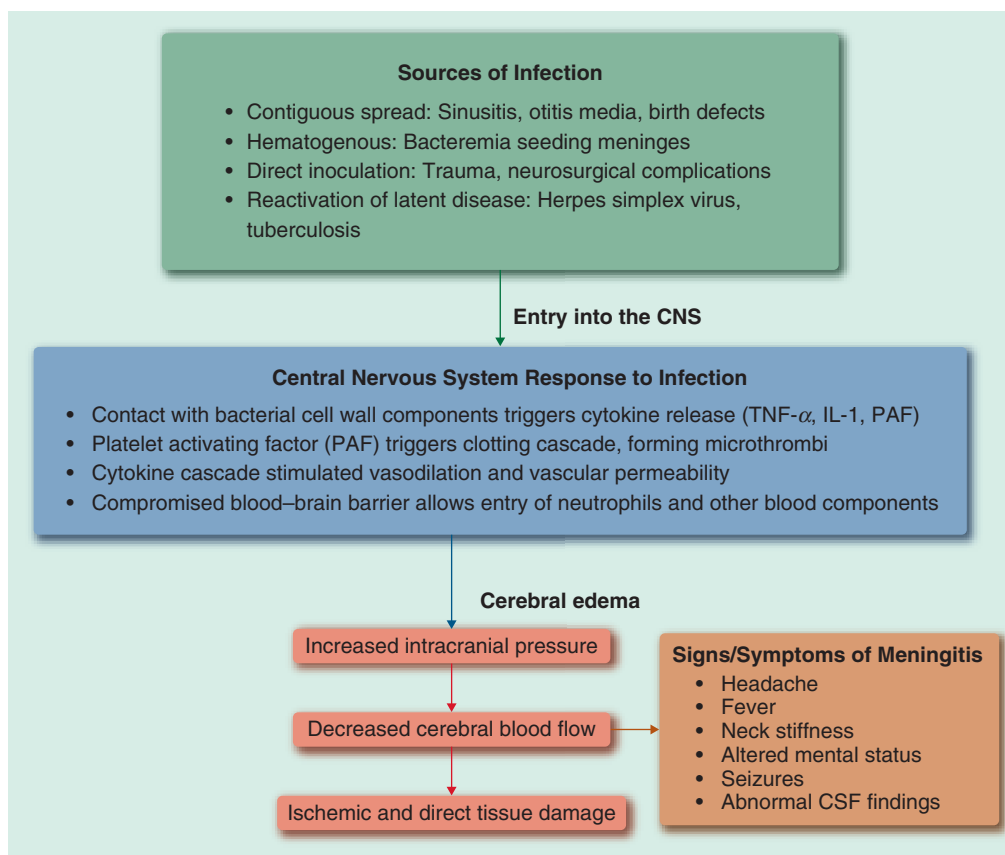 Sources of Infection
• Contiguous spread: Sinusitis, otitis media, birth defects
• Hematogenous: Bacteremia seeding meninges
• Direct inoculation: Trauma, neurosurgical complications
• Reactivation of latent disease: Herpes simplex virus,
tuberculosis
Entry into the CNS
Central Nervous System Response to Infection
• Contact with bacterial cell wall components triggers cytokine release (TNF-α, IL-1, PAF)
• Platelet activating factor (PAF) triggers clotting cascade, forming microthrombi
• Cytokine cascade stimulated vasodilation and vascular permeability
• Compromised blood–brain barrier allows entry of neutrophils and other blood components
Cerebral edema
Increased intracranial pressure
Decreased cerebral blood flow
Ischemic and direct tissue damage
Signs/Symptoms of Meningitis
• Headache
• Fever
• Neck stiffness
• Altered mental status
• Seizures
• Abnormal CSF findings